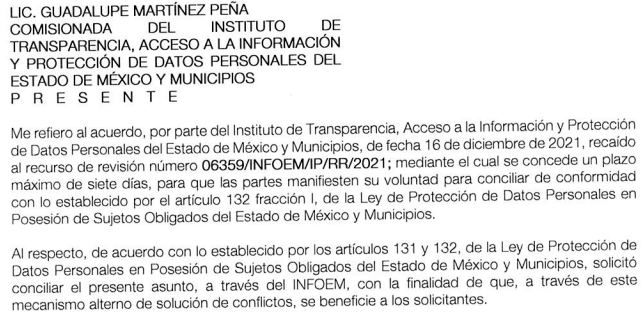 LIC. GUADALUPE MARTÍNEZ PEÑA
COMISIONADA DEL INSTITUTO DE
TRANSPARENCIA, ACCESO A LA INFORMACIÓN
Y PROTECCIÓN DE DATOS PERSONALES DEL
ESTADO DE MÉXICO Y MUNICIPIOS
P R E S E N T E
Me refiero al acuerdo, por parte del Instituto de Transparencia, Acceso a la Información y Protección
de Datos Personales del Estado de México y Municipios, de fecha 16 de diciembre de 2021, recaído
al recurso de revisión número 06359/INFOEM/IP/RR/2021; mediante el cual se concede un plazo
máximo de siete días, para que las partes manifiesten su voluntad para conciliar de conformidad
con lo establecido por el artículo 132 fracción I, de la Ley de Protección de Datos Personales en
Posesión de Sujetos Obligados del Estado de México y Municipios.
Al respecto, de acuerdo con lo establecido por los artículos 131 y 132, de la Ley de Protección de
Datos Personales en Posesión de Sujetos Obligados del Estado de México y Municipios, solicitó
conciliar el presente asunto, a través del INFOEM, con la finalidad de que, a través de este
mecanismo alterno de solución de conflictos, se beneficie a los solicitantes.